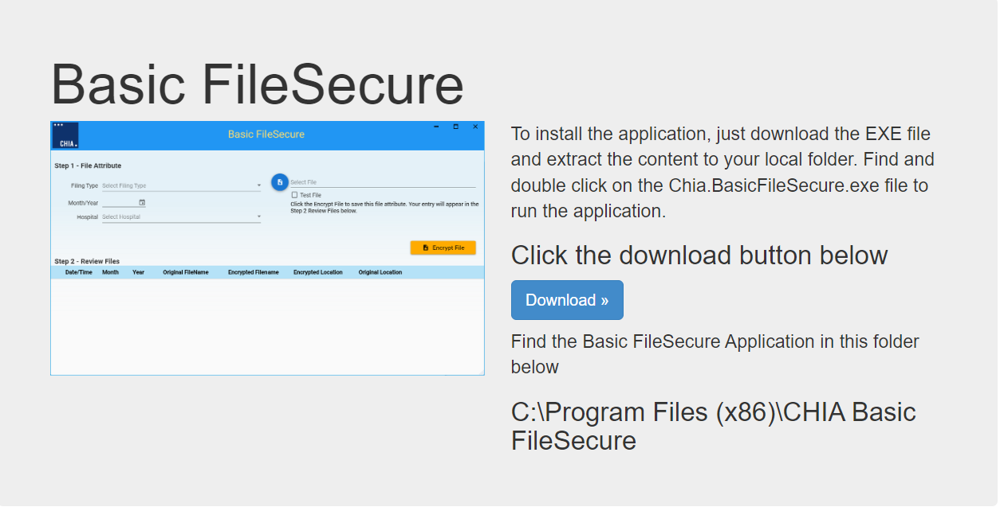 Basic FileSecure
CHIA.
Basic FileSecure
Step 1 - File Attribute
Filing Type Select Filing Type
Month/Year
Hospital Select Hospital
Select File
Test File
Click the Encrypt File to save this file attribute. Your entry will appear in the
Step 2 Review Files below.
Encrypt File
Step 2 - Review Files
Date/Time Month Year Original FileName Encrypted Filename Encrypted Location Original Location
To install the application, just download the EXE file
and extract the content to your local folder. Find and
double click on the Chia.BasicFileSecure.exe file to
run the application.
Click the download button below
Download »
Find the Basic FileSecure Application in this folder
below
C:\Program Files (x86)\CHIA Basic
FileSecure